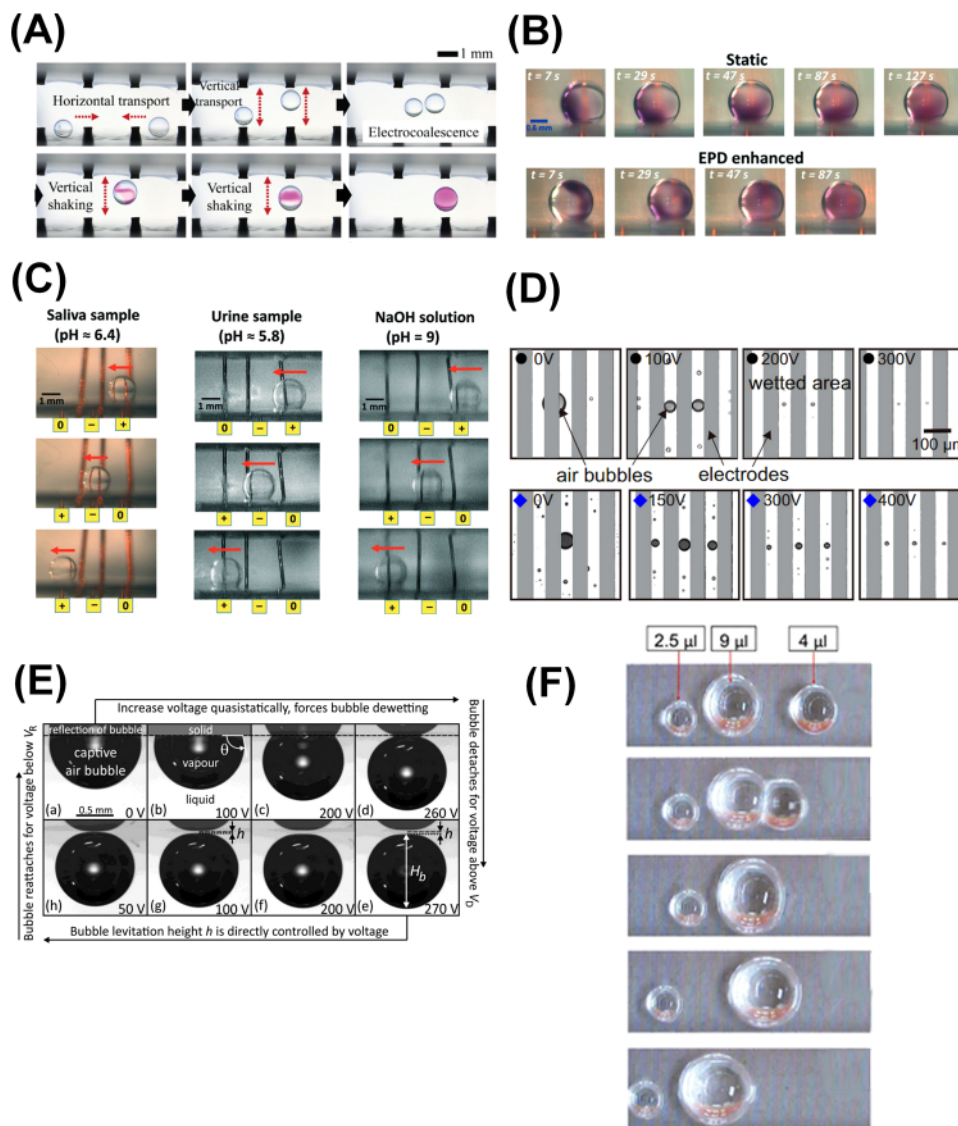 (A)
1 mm
Horizontal transport
Vertical
transport
Electrocoalescence
Vertical
shaking
Vertical
shaking
(B)
Static
t = 7 s
t = 29 s
t = 47 s
t = 87 s
t = 127 s
0.5 mm
EPD enhanced
t = 7 s
t = 29 s
t = 47 s
t = 87 s
(C)
Saliva sample
(pH ≈ 6.4)
Urine sample
(pH ≈ 5.8)
NaOH solution
(pH = 9)
1 mm
1 mm
1 mm
0 − +
0 − +
0 − +
+ − 0
+ − 0
+ − 0
+ − 0
+ − 0
+ − 0
(D)
0V
100V
200V
300V
wetted area
100 µm
air bubbles
electrodes
0V
150V
300V
400V
(E)
Increase voltage quasistatically, forces bubble dewetting
Bubble reattaches for voltage below VR
Bubble detaches for voltage above VD
reflection of bubble
solid
captive
air bubble
vapour
θ
liquid
0.5 mm
(a) 0 V
(b) 100 V
(c) 200 V
(d) 260 V
h
h
Hb
(h) 50 V
(g) 100 V
(f) 200 V
(e) 270 V
Bubble levitation height h is directly controlled by voltage
(F)
2.5 µl
9 µl
4 µl